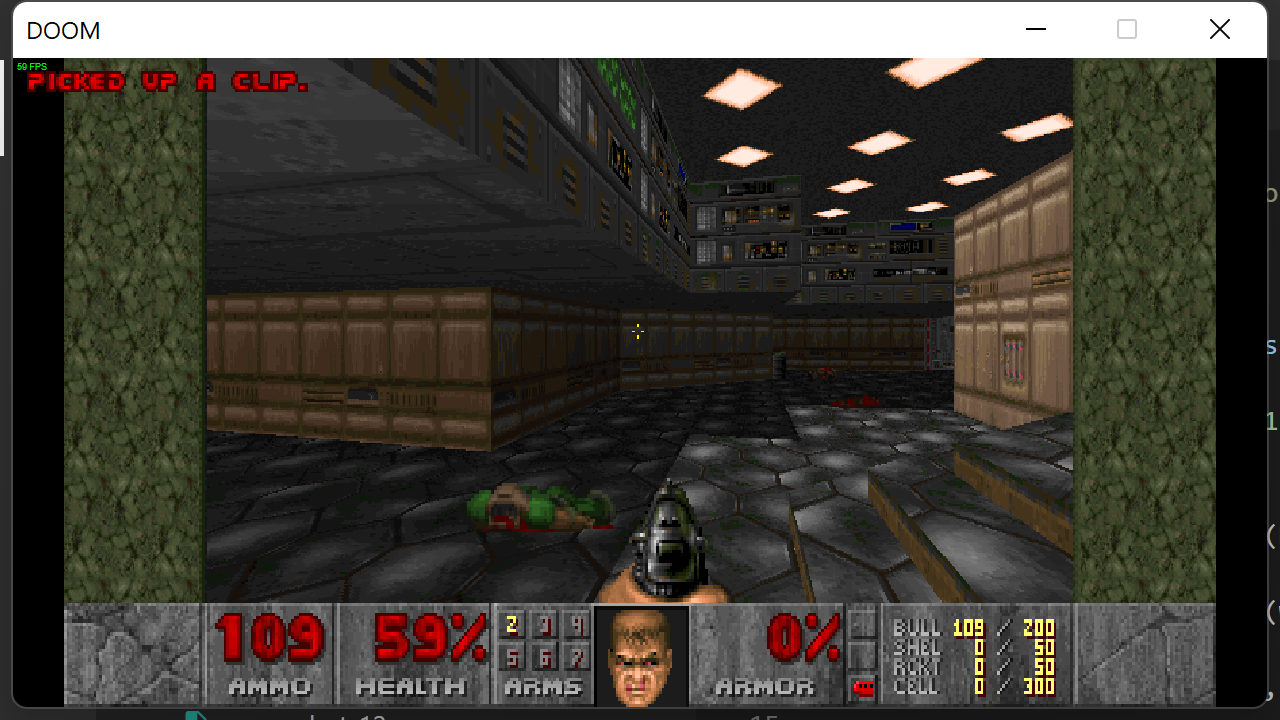 DOOM
59 FPS
PICKED UP A CLIP.
109
AMMO
59%
HEALTH
2 3 4
5 6 7
ARMS
0%
ARMOR
BULL 109 / 200
SHEL 0 / 50
RCKT 0 / 50
CELL 0 / 300